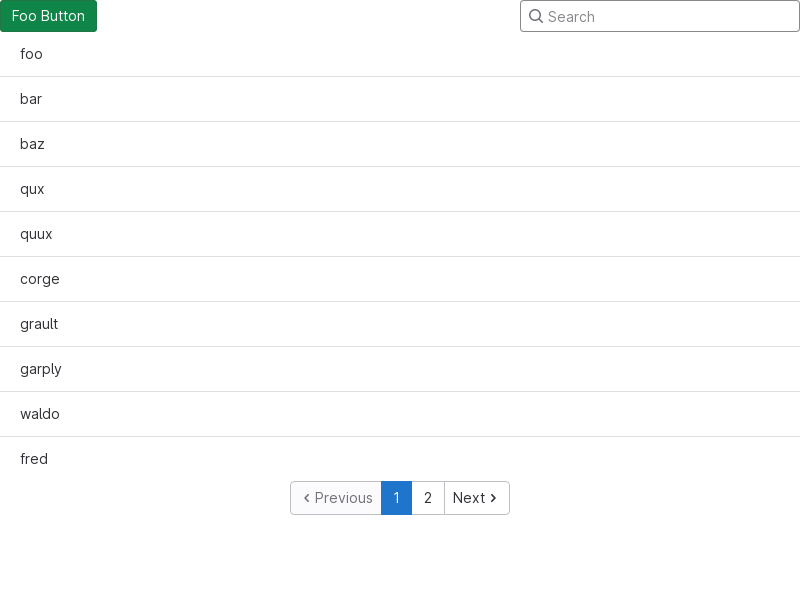 Foo Button Search
foo
bar
baz
qux
quux
corge
grault
garply
waldo
fred
Previous 1 2 Next